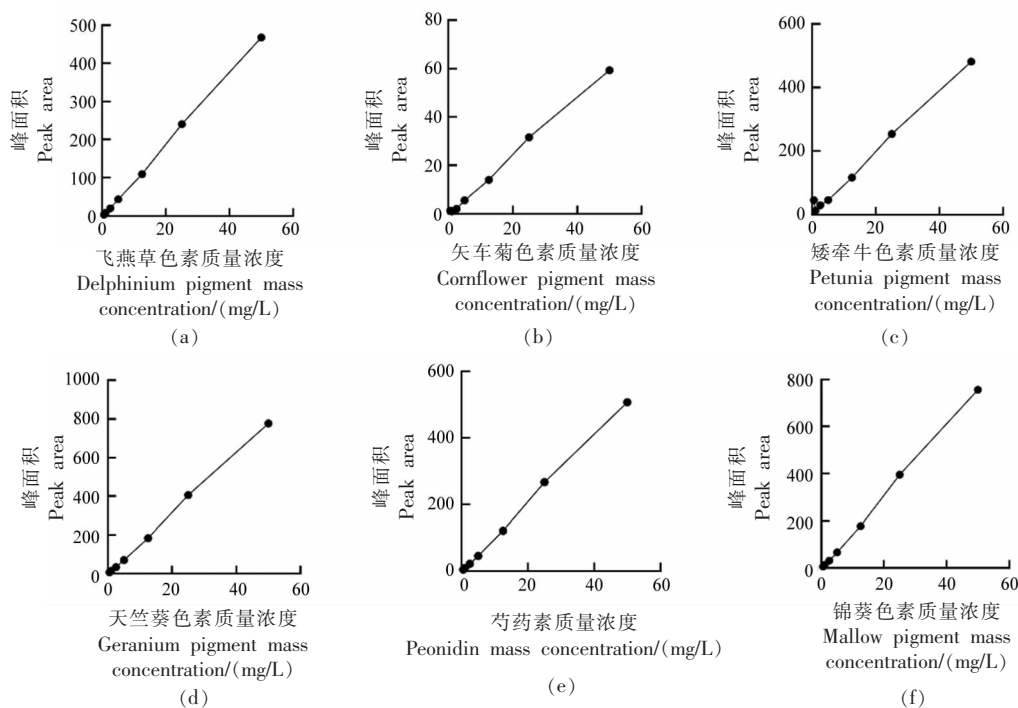 500
400
300
200
100
0
0
20
40
60
峰面积
Peak area
飞燕草色素质量浓度
Delphinium pigment mass
concentration/(mg/L)
(a)
80
60
40
20
0
0
20
40
60
峰面积
Peak area
矢车菊色素质量浓度
Cornflower pigment mass
concentration/(mg/L)
(b)
600
400
200
0
0
20
40
60
峰面积
Peak area
矮牵牛色素质量浓度
Petunia pigment mass
concentration/(mg/L)
(c)
1000
800
600
400
200
0
0
20
40
60
峰面积
Peak area
天竺葵色素质量浓度
Geranium pigment mass
concentration/(mg/L)
(d)
600
400
200
0
0
20
40
60
峰面积
Peak area
芍药素质量浓度
Peonidin mass concentration/(mg/L)
(e)
800
600
400
200
0
0
20
40
60
峰面积
Peak area
锦葵色素质量浓度
Mallow pigment mass
concentration/(mg/L)
(f)